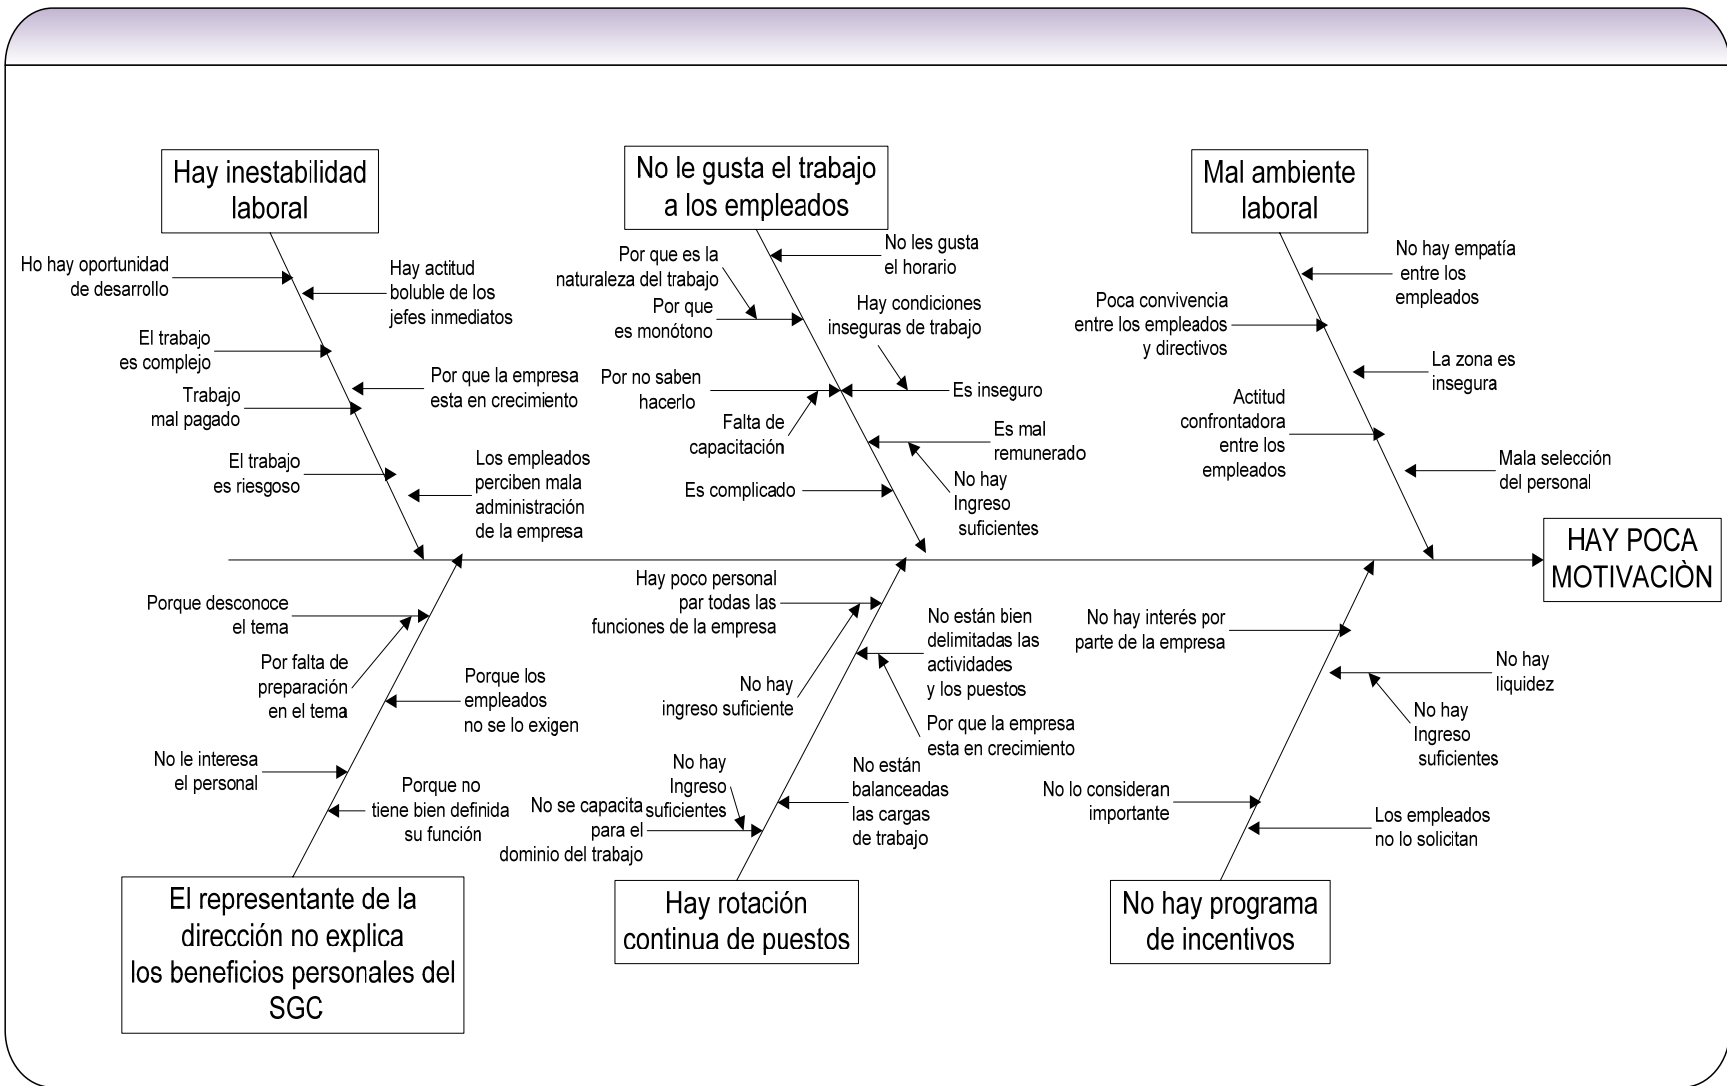 Hay inestabilidad
laboral
Ho hay oportunidad
de desarrollo
Hay actitud
boluble de los
jefes inmediatos
El trabajo
es complejo
Por que la empresa
esta en crecimiento
Trabajo
mal pagado
El trabajo
es riesgoso
Los empleados
perciben mala
administración
de la empresa
No le gusta el trabajo
a los empleados
No les gusta
el horario
Por que es la
naturaleza del trabajo
Por que
es monótono
Hay condiciones
inseguras de trabajo
Por no saben
hacerlo
Es inseguro
Falta de
capacitación
Es mal
remunerado
No hay
Ingreso
suficientes
Es complicado
Mal ambiente
laboral
No hay empatía
entre los
empleados
Poca convivencia
entre los empleados
y directivos
La zona es
insegura
Actitud
confrontadora
entre los
empleados
Mala selección
del personal
HAY POCA
MOTIVACIÒN
Porque desconoce
el tema
Por falta de
preparación
en el tema
Porque los
empleados
no se lo exigen
No le interesa
el personal
Porque no
tiene bien definida
su función
El representante de la
dirección no explica
los beneficios personales del
SGC
Hay poco personal
par todas las
funciones de la empresa
No están bien
delimitadas las
actividades
y los puestos
No hay
ingreso suficiente
Por que la empresa
esta en crecimiento
No hay
Ingreso
suficientes
No están
balanceadas
las cargas
de trabajo
No se capacita
para el
dominio del trabajo
Hay rotación
continua de puestos
No hay interés por
parte de la empresa
No hay
liquidez
No hay
Ingreso
suficientes
No lo consideran
importante
Los empleados
no lo solicitan
No hay programa
de incentivos